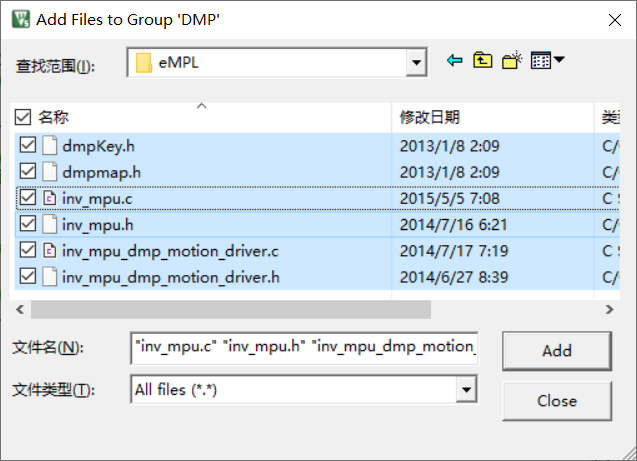 Add Files to Group 'DMP'
查找范围(I): eMPL
名称 修改日期
dmpKey.h 2013/1/8 2:09 C/
dmpmap.h 2013/1/8 2:09 C/
inv_mpu.c 2015/5/5 7:08 C
inv_mpu.h 2014/7/16 6:21 C/
inv_mpu_dmp_motion_driver.c 2014/7/17 7:19 C
inv_mpu_dmp_motion_driver.h 2014/6/27 8:39 C/
文件名(N): "inv_mpu.c" "inv_mpu.h" "inv_mpu_dmp_motion_ Add
文件类型(T): All files (*.*) Close